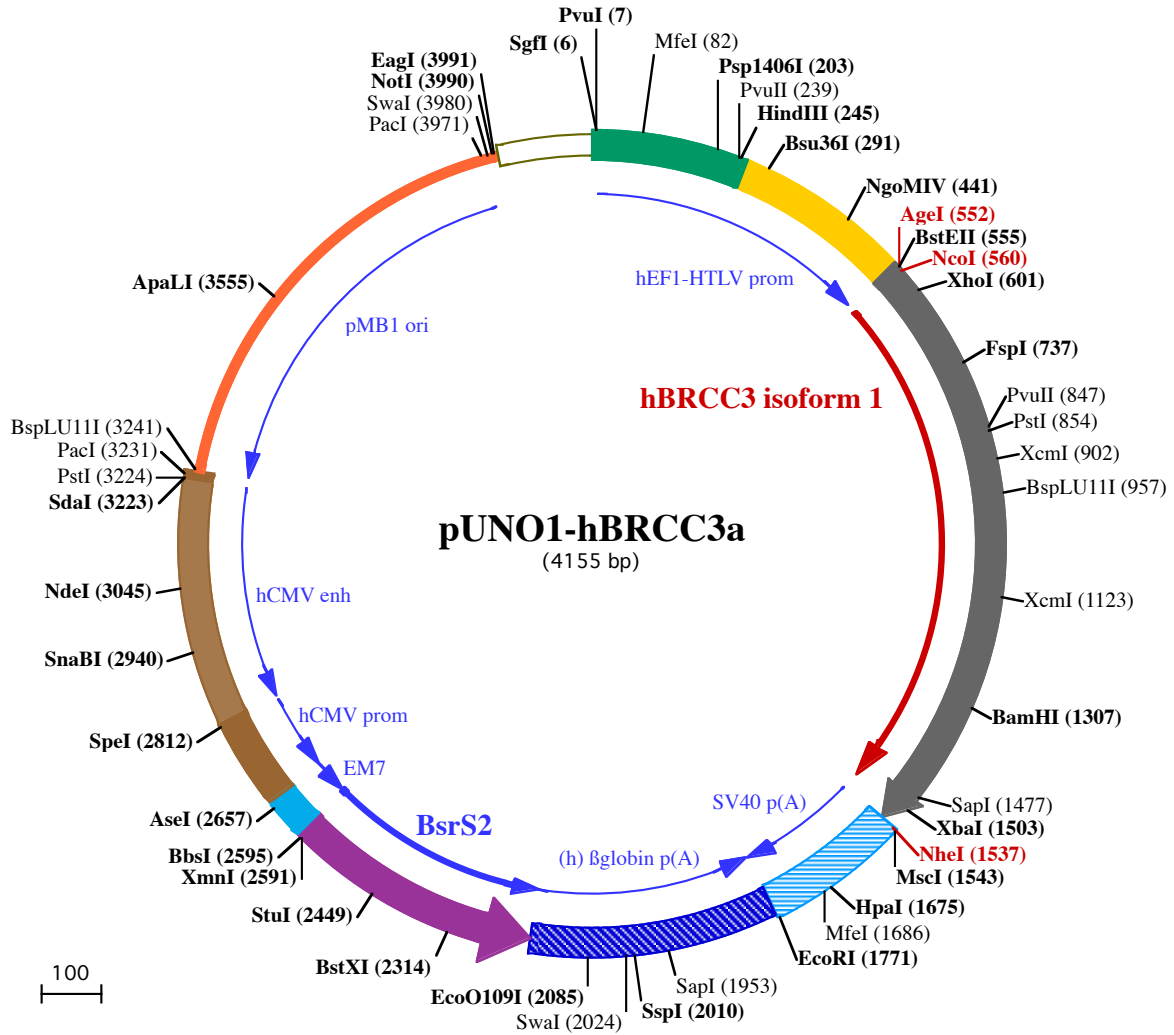 PvuI (7)
SgfI (6)
MfeI (82)
Psp1406I (203)
PvuII (239)
HindIII (245)
Bsu36I (291)
NgoMIV (441)
AgeI (552)
BstEII (555)
NcoI (560)
XhoI (601)
FspI (737)
PvuII (847)
PstI (854)
XcmI (902)
BspLU11I (957)
XcmI (1123)
BamHI (1307)
SapI (1477)
XbaI (1503)
NheI (1537)
MscI (1543)
HpaI (1675)
MfeI (1686)
EcoRI (1771)
SapI (1953)
SspI (2010)
SwaI (2024)
EcoO109I (2085)
BstXI (2314)
StuI (2449)
XmnI (2591)
BbsI (2595)
AseI (2657)
SpeI (2812)
SnaBI (2940)
NdeI (3045)
SdaI (3223)
PstI (3224)
PacI (3231)
BspLU11I (3241)
ApaLI (3555)
PacI (3971)
SwaI (3980)
NotI (3990)
EagI (3991)
hEF1-HTLV prom
hBRCC3 isoform 1
SV40 p(A)
(h) ßglobin p(A)
BsrS2
EM7
hCMV prom
hCMV enh
pMB1 ori
pUNO1-hBRCC3a
(4155 bp)
100